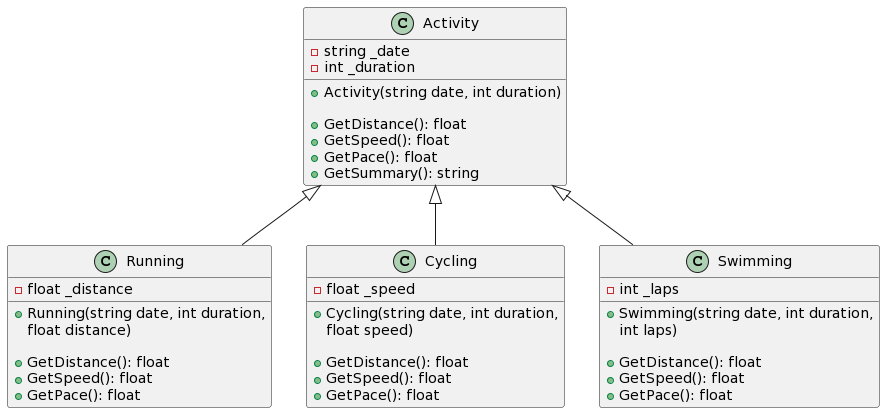 C Activity
string _date
int _duration
Activity(string date, int duration)
GetDistance(): float
GetSpeed(): float
GetPace(): float
GetSummary(): string
C Running
float _distance
Running(string date, int duration,
float distance)
GetDistance(): float
GetSpeed(): float
GetPace(): float
C Cycling
float _speed
Cycling(string date, int duration,
float speed)
GetDistance(): float
GetSpeed(): float
GetPace(): float
C Swimming
int _laps
Swimming(string date, int duration,
int laps)
GetDistance(): float
GetSpeed(): float
GetPace(): float